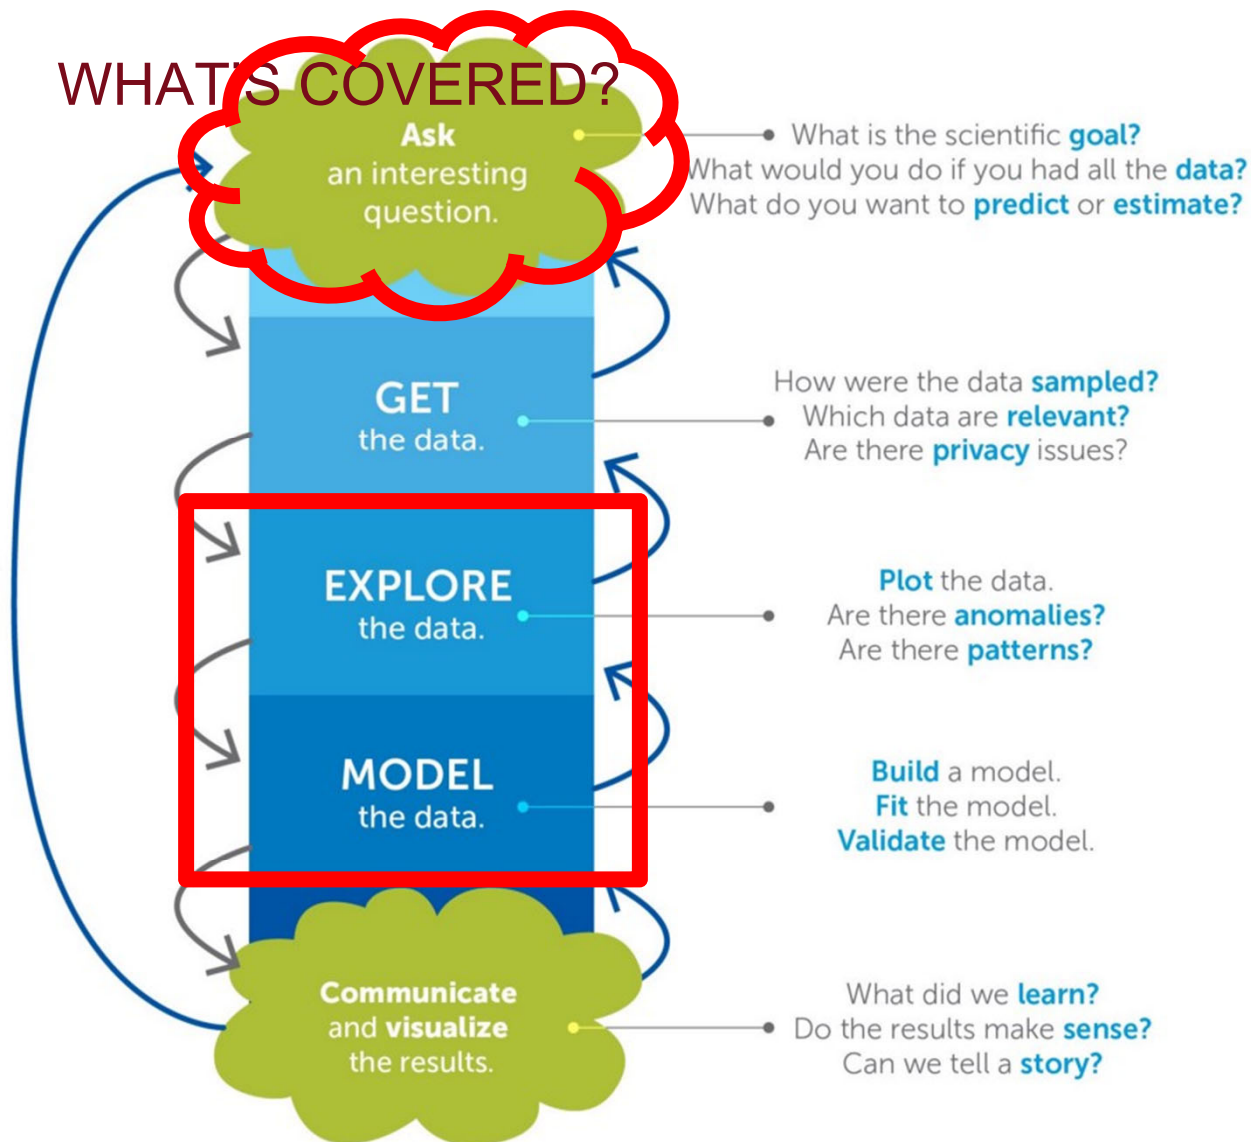 WHAT'S COVERED?
Ask
an interesting
question.
What is the scientific goal?
What would you do if you had all the data?
What do you want to predict or estimate?
GET
the data.
How were the data sampled?
Which data are relevant?
Are there privacy issues?
EXPLORE
the data.
Plot the data.
Are there anomalies?
Are there patterns?
MODEL
the data.
Build a model.
Fit the model.
Validate the model.
Communicate
and visualize
the results.
What did we learn?
Do the results make sense?
Can we tell a story?